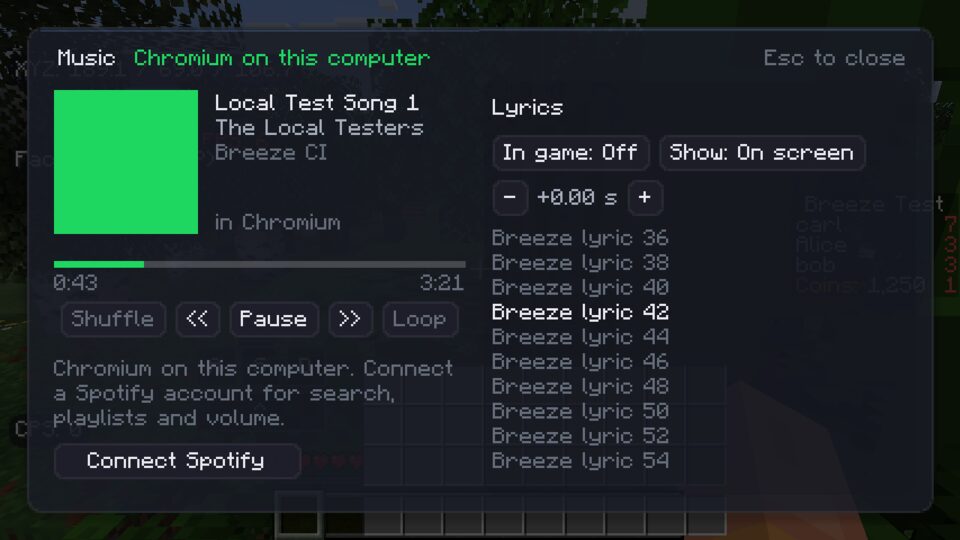 Music Chromium on this computer
Esc to close
Local Test Song 1
The Local Testers
Breeze CI
in Chromium
0:43
3:21
Shuffle
<<
Pause
>>
Loop
Chromium on this computer. Connect
a Spotify account for search,
playlists and volume.
Connect Spotify
Lyrics
In game: Off
Show: On screen
-
+0.00 s
+
Breeze lyric 36
Breeze lyric 38
Breeze lyric 40
Breeze lyric 42
Breeze lyric 44
Breeze lyric 46
Breeze lyric 48
Breeze lyric 50
Breeze lyric 52
Breeze lyric 54
Breeze Test
carl 7
Alice 3
bob 3
Coins: 1,250 1